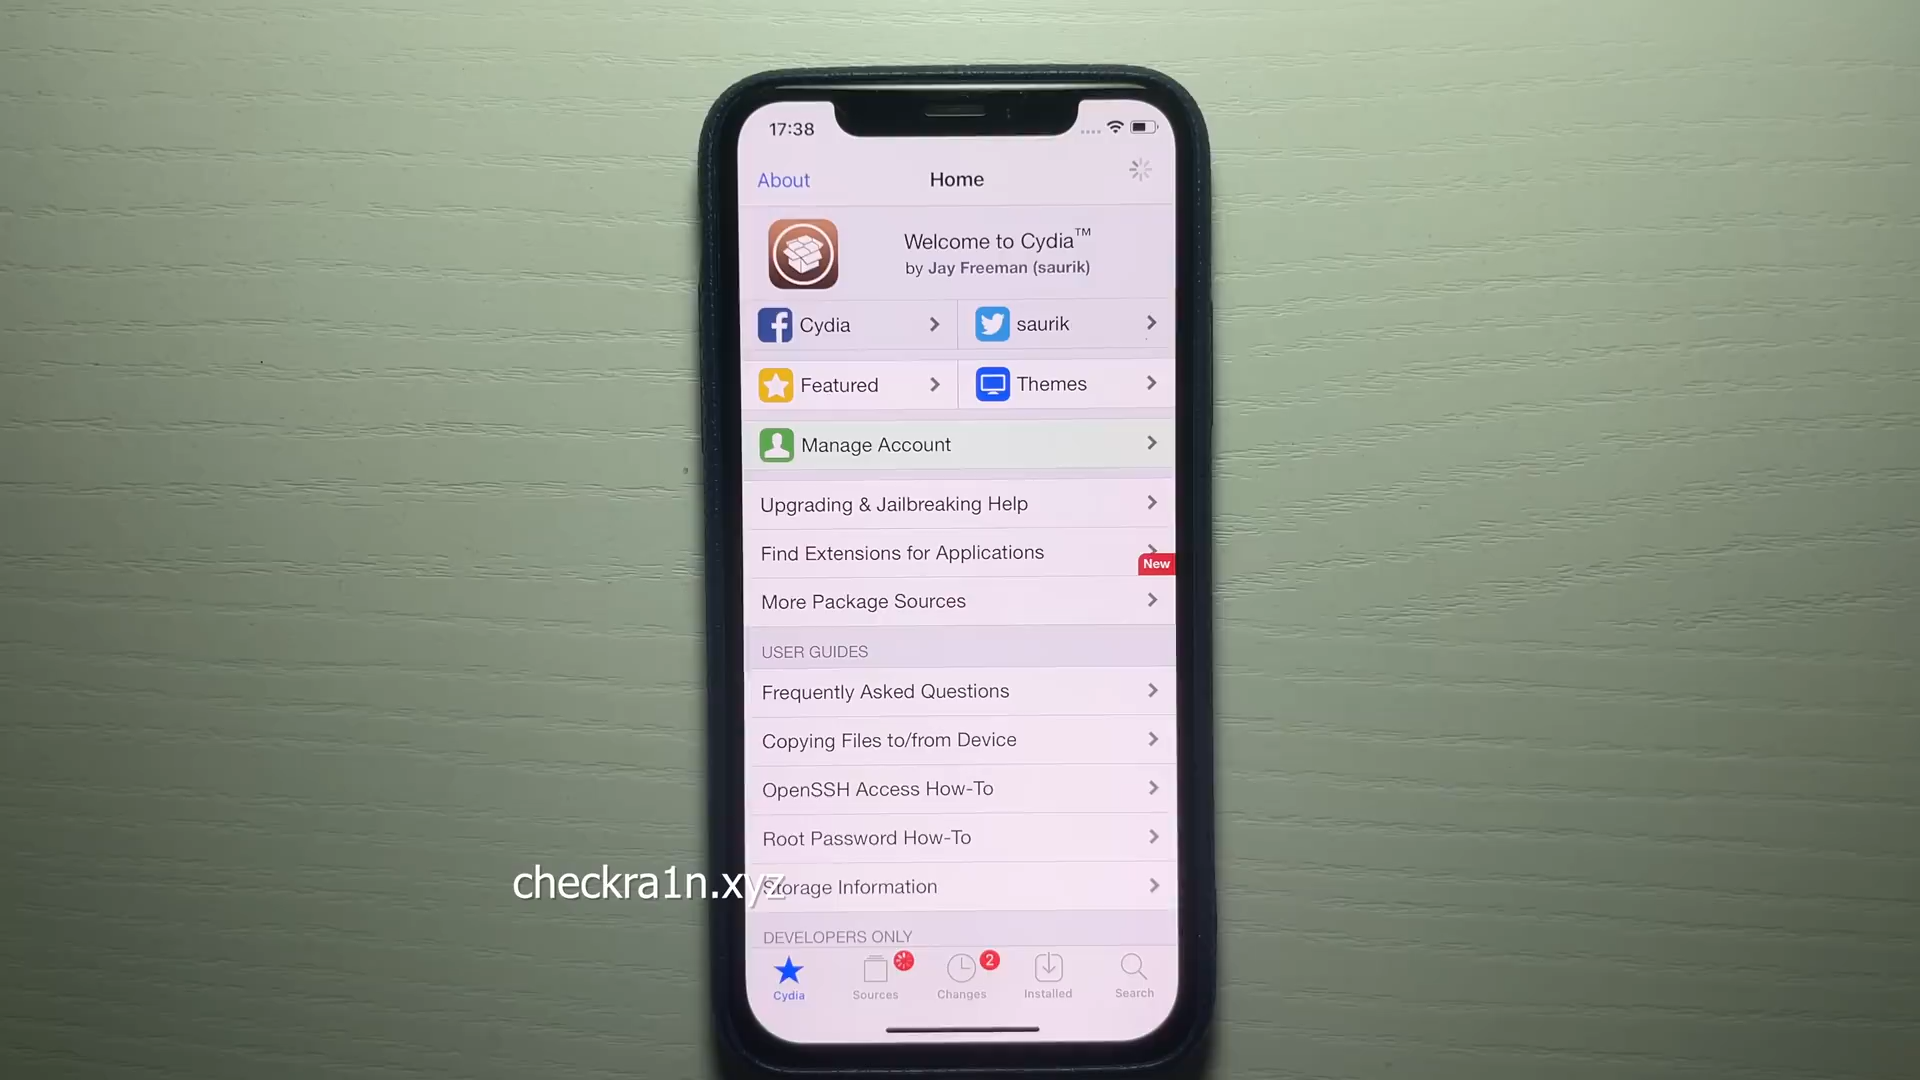 17:38
About
Home
Welcome to Cydia™
by Jay Freeman (saurik)
Cydia
saurik
Featured
Themes
Manage Account
Upgrading & Jailbreaking Help
Find Extensions for Applications
New
More Package Sources
USER GUIDES
Frequently Asked Questions
Copying Files to/from Device
OpenSSH Access How-To
Root Password How-To
checkra1n.xyz
Storage Information
DEVELOPERS ONLY
2
Cydia
Sources
Changes
Installed
Search